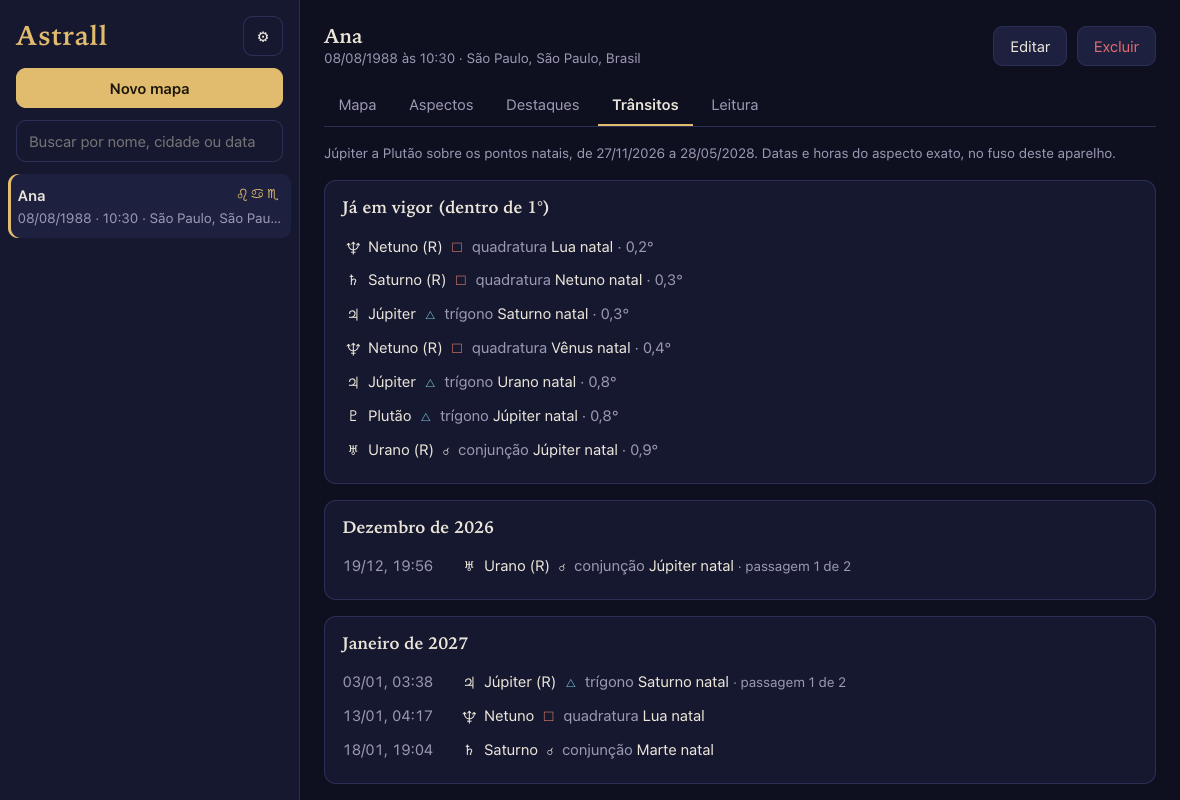 Astrall
⚙
Novo mapa
Buscar por nome, cidade ou data
Ana ♌♋♏
08/08/1988 · 10:30 · São Paulo, São Pau...
Ana
08/08/1988 às 10:30 · São Paulo, São Paulo, Brasil
Editar
Excluir
Mapa Aspectos Destaques Trânsitos Leitura
Júpiter a Plutão sobre os pontos natais, de 27/11/2026 a 28/05/2028. Datas e horas do aspecto exato, no fuso deste aparelho.
Já em vigor (dentro de 1°)
♆ Netuno (R) □ quadratura Lua natal · 0,2°
♄ Saturno (R) □ quadratura Netuno natal · 0,3°
♃ Júpiter △ trígono Saturno natal · 0,3°
♆ Netuno (R) □ quadratura Vênus natal · 0,4°
♃ Júpiter △ trígono Urano natal · 0,8°
♇ Plutão △ trígono Júpiter natal · 0,8°
♅ Urano (R) ☌ conjunção Júpiter natal · 0,9°
Dezembro de 2026
19/12, 19:56 ♅ Urano (R) ☌ conjunção Júpiter natal · passagem 1 de 2
Janeiro de 2027
03/01, 03:38 ♃ Júpiter (R) △ trígono Saturno natal · passagem 1 de 2
13/01, 04:17 ♆ Netuno □ quadratura Lua natal
18/01, 19:04 ♄ Saturno ☌ conjunção Marte natal